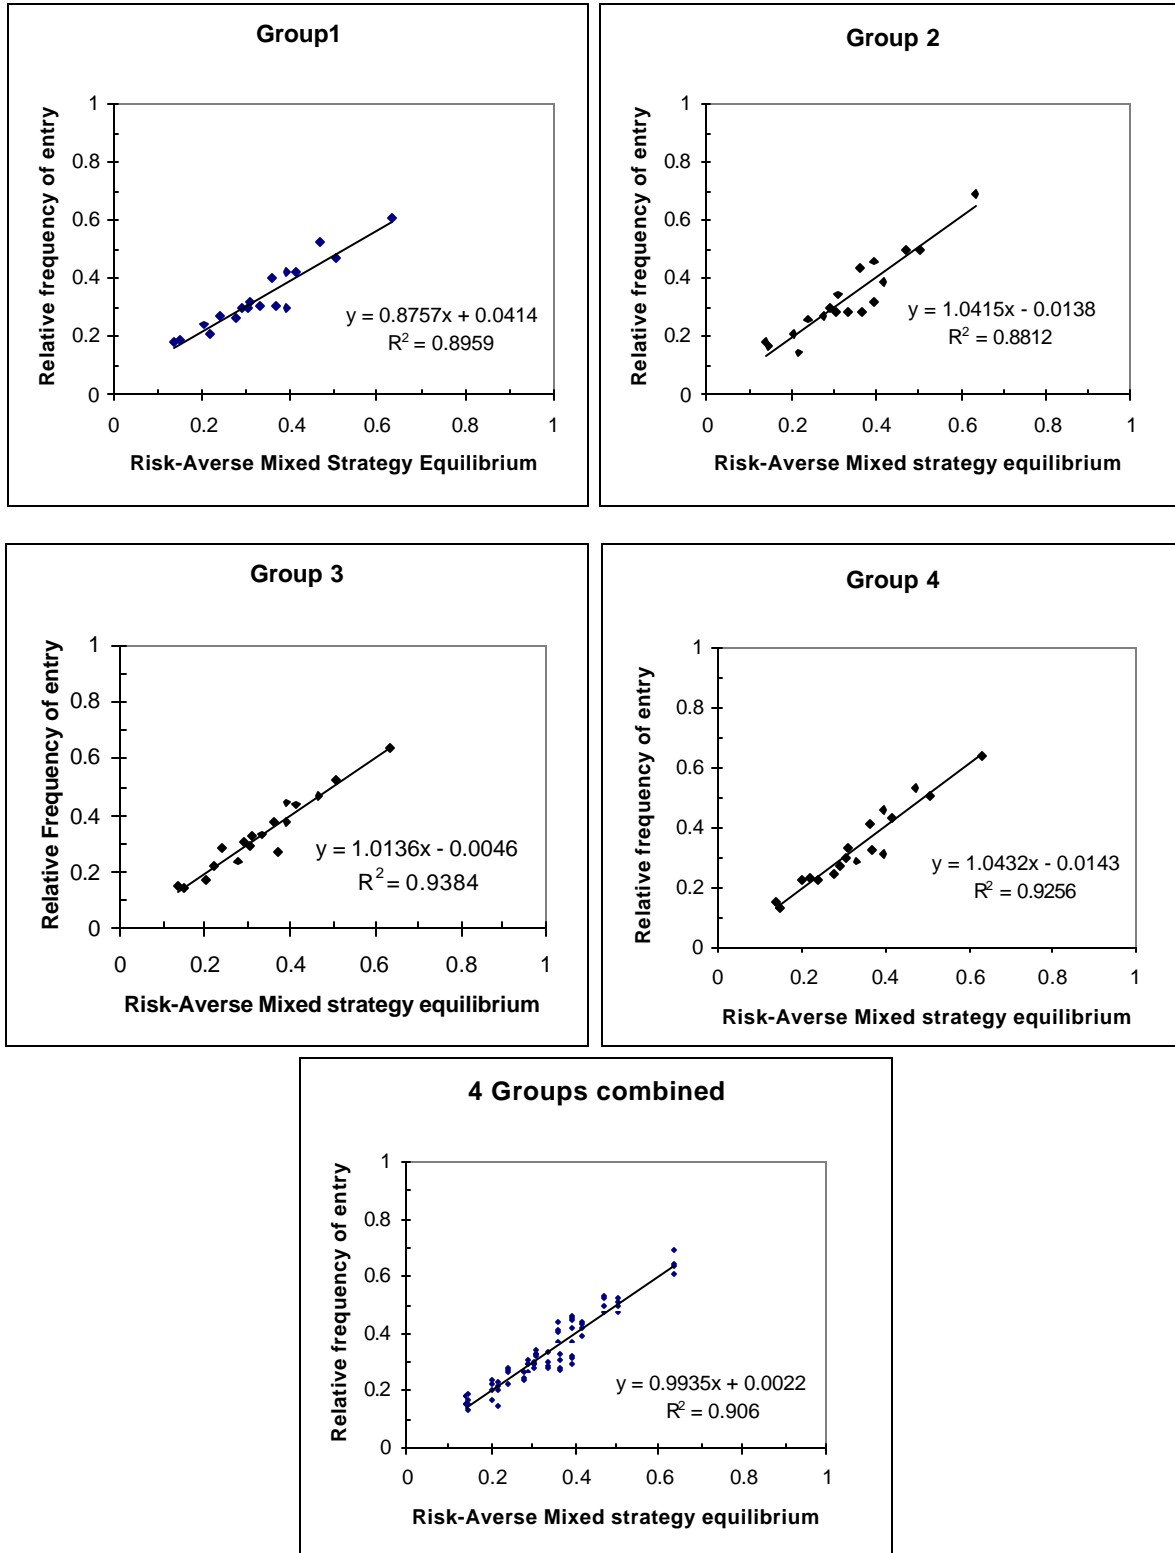 Group1
Relative frequency of entry
1
0.8
0.6
0.4
0.2
0
y = 0.8757x + 0.0414
R² = 0.8959
0 0.2 0.4 0.6 0.8 1
Risk-Averse Mixed Strategy Equilibrium
Group 2
Relative frequency of entry
1
0.8
0.6
0.4
0.2
0
y = 1.0415x - 0.0138
R² = 0.8812
0 0.2 0.4 0.6 0.8 1
Risk-Averse Mixed strategy equilibrium
Group 3
Relative Frequency of entry
1
0.8
0.6
0.4
0.2
0
y = 1.0136x - 0.0046
R² = 0.9384
0 0.2 0.4 0.6 0.8 1
Risk-Averse Mixed strategy equilibrium
Group 4
Relative frequency of entry
1
0.8
0.6
0.4
0.2
0
y = 1.0432x - 0.0143
R² = 0.9256
0 0.2 0.4 0.6 0.8 1
Risk-Averse Mixed strategy equilibrium
4 Groups combined
Relative frequency of entry
1
0.8
0.6
0.4
0.2
0
y = 0.9935x + 0.0022
R² = 0.906
0 0.2 0.4 0.6 0.8 1
Risk-Averse Mixed strategy equilibrium